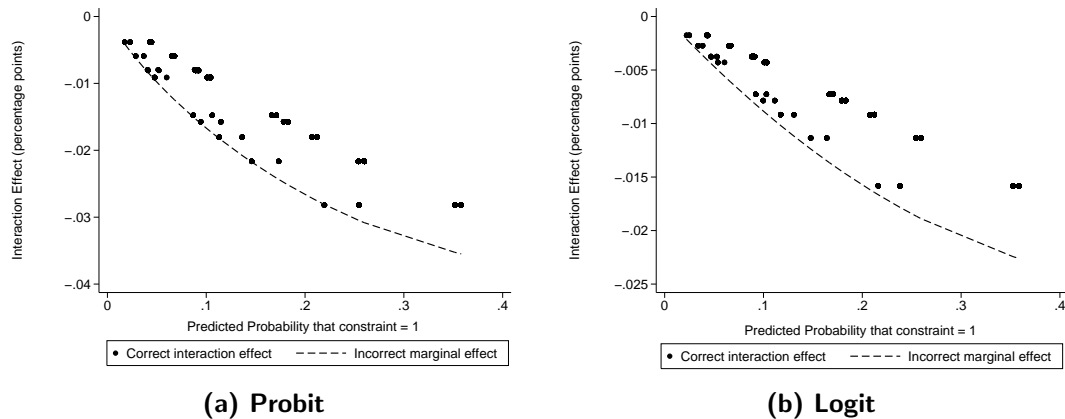 Interaction Effect (percentage points)
0
−.01
−.02
−.03
−.04
0
.1
.2
.3
.4
Predicted Probability that constraint = 1
Correct interaction effect
Incorrect marginal effect
(a) Probit
Interaction Effect (percentage points)
0
−.005
−.01
−.015
−.02
−.025
0
.1
.2
.3
.4
Predicted Probability that constraint = 1
Correct interaction effect
Incorrect marginal effect
(b) Logit